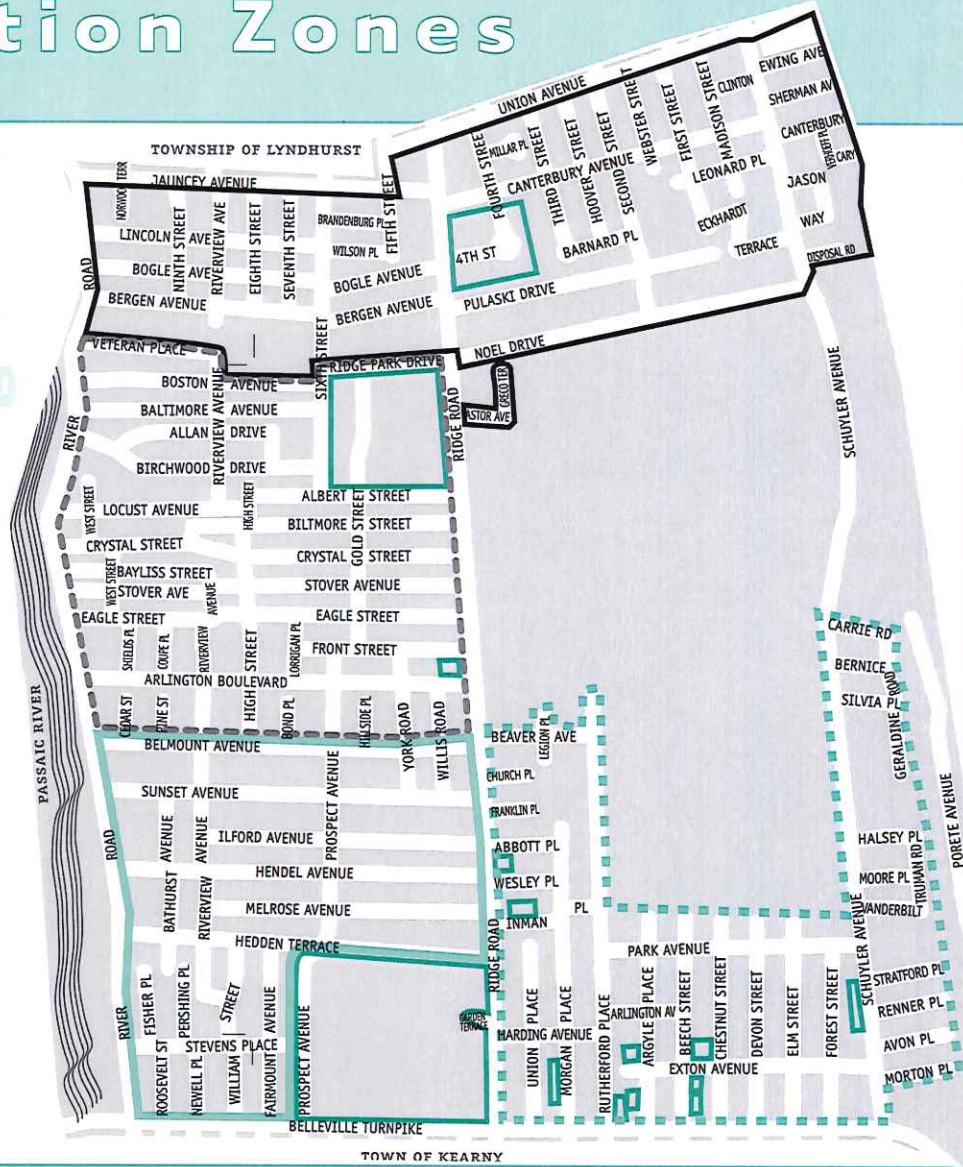 tion Zones
TOWNSHIP OF LYNDHURST
UNION AVENUE
EWING AVE
SHERMAN AV
CLINTON
CANTERBURY
CARY
JASON
WAY
DISPOSAL RD
MADISON STREET
FIRST STREET
WEBSTER STREET
SECOND STREET
HOOVER STREET
THIRD STREET
FOURTH STREET
MILLAR PL
CANTERBURY AVENUE
LEONARD PL
ECKHARDT
TERRACE
BARNARD PL
4TH ST
PULASKI DRIVE
NOEL DRIVE
JAUNCEY AVENUE
LINCOLN AVE
NINTH STREET
RIVERVIEW AVE
EIGHTH STREET
SEVENTH STREET
BRANDENBURG PL
FIFTH STREET
WILSON PL
BOGLE AVE
BOGLE AVENUE
BERGEN AVENUE
BERGEN AVENUE
ROAD
SIXTH STREET
VETERAN PLACE
RIDGE PARK DRIVE
GRECO TER
ASTOR AVE
RIDGE ROAD
BOSTON AVENUE
BALTIMORE AVENUE
RIVERVIEW AVENUE
ALLAN DRIVE
BIRCHWOOD DRIVE
RIVER
SCHUYLER AVENUE
ALBERT STREET
WEST STREET
LOCUST AVENUE
HIGH STREET
GOLD STREET
BILTMORE STREET
CRYSTAL STREET
CRYSTAL STREET
BAYLISS STREET
WEST STREET
STOVER AVE
STOVER AVENUE
EAGLE STREET
EAGLE STREET
RIVERVIEW AVENUE
SHIELDS PL
COUPE PL
HIGH STREET
LORRIGAN PL
FRONT STREET
ARLINGTON BOULEVARD
CEDAR ST
PINE ST
BOND PL
HILLSIDE PL
YORK ROAD
WILLIS ROAD
PASSAIC RIVER
CARRIE RD
BERNICE ROAD
SILVIA PL
GERALDINE
PORETE AVENUE
BELMOUNT AVENUE
BEAVER AVE
LEGION PL
CHURCH PL
FRANKLIN PL
SUNSET AVENUE
PROSPECT AVENUE
ILFORD AVENUE
BATHURST AVENUE
RIVERVIEW AVENUE
ROAD
HENDEL AVENUE
ABBOTT PL
WESLEY PL
INMAN PL
MELROSE AVENUE
HEDDEN TERRACE
HALSEY PL
MOORE PL
TRUMAN RD
VANDERBILT
RIDGE ROAD
PARK AVENUE
SCHUYLER AVENUE
STRATFORD PL
RENNER PL
AVON PL
MORTON PL
RIVER
FISHER PL
PERSHING PL
STREET
ROOSEVELT ST
NEWELL PL
WILLIAM
STEVENS PLACE
FAIRMOUNT AVENUE
PROSPECT AVENUE
GARDEN TERRACE
HARDING AVENUE
UNION PLACE
MORGAN PLACE
RUTHERFORD PLACE
ARLINGTON AV
ARGYLE PLACE
BEECH STREET
CHESTNUT STREET
DEVON STREET
ELM STREET
FOREST STREET
EXTON AVENUE
BELLEVILLE TURNPIKE
TOWN OF KEARNY